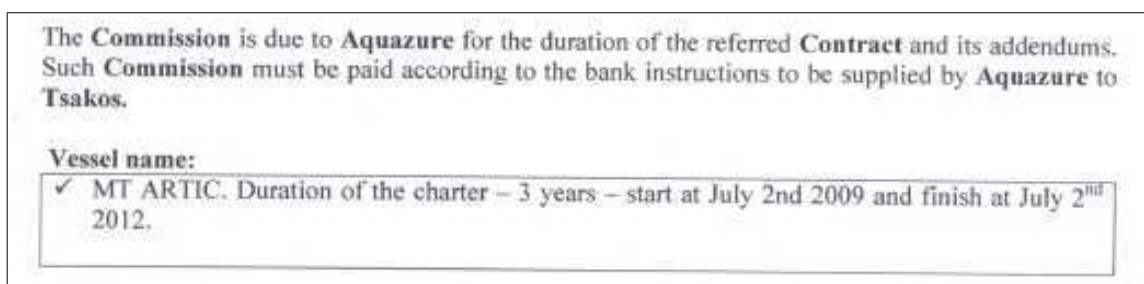 The Commission is due to Aquazure for the duration of the referred Contract and its addendums.
Such Commission must be paid according to the bank instructions to be supplied by Aquazure to
Tsakos.
Vessel name:
✓ MT ARTIC. Duration of the charter – 3 years – start at July 2nd 2009 and finish at July 2nd
2012.